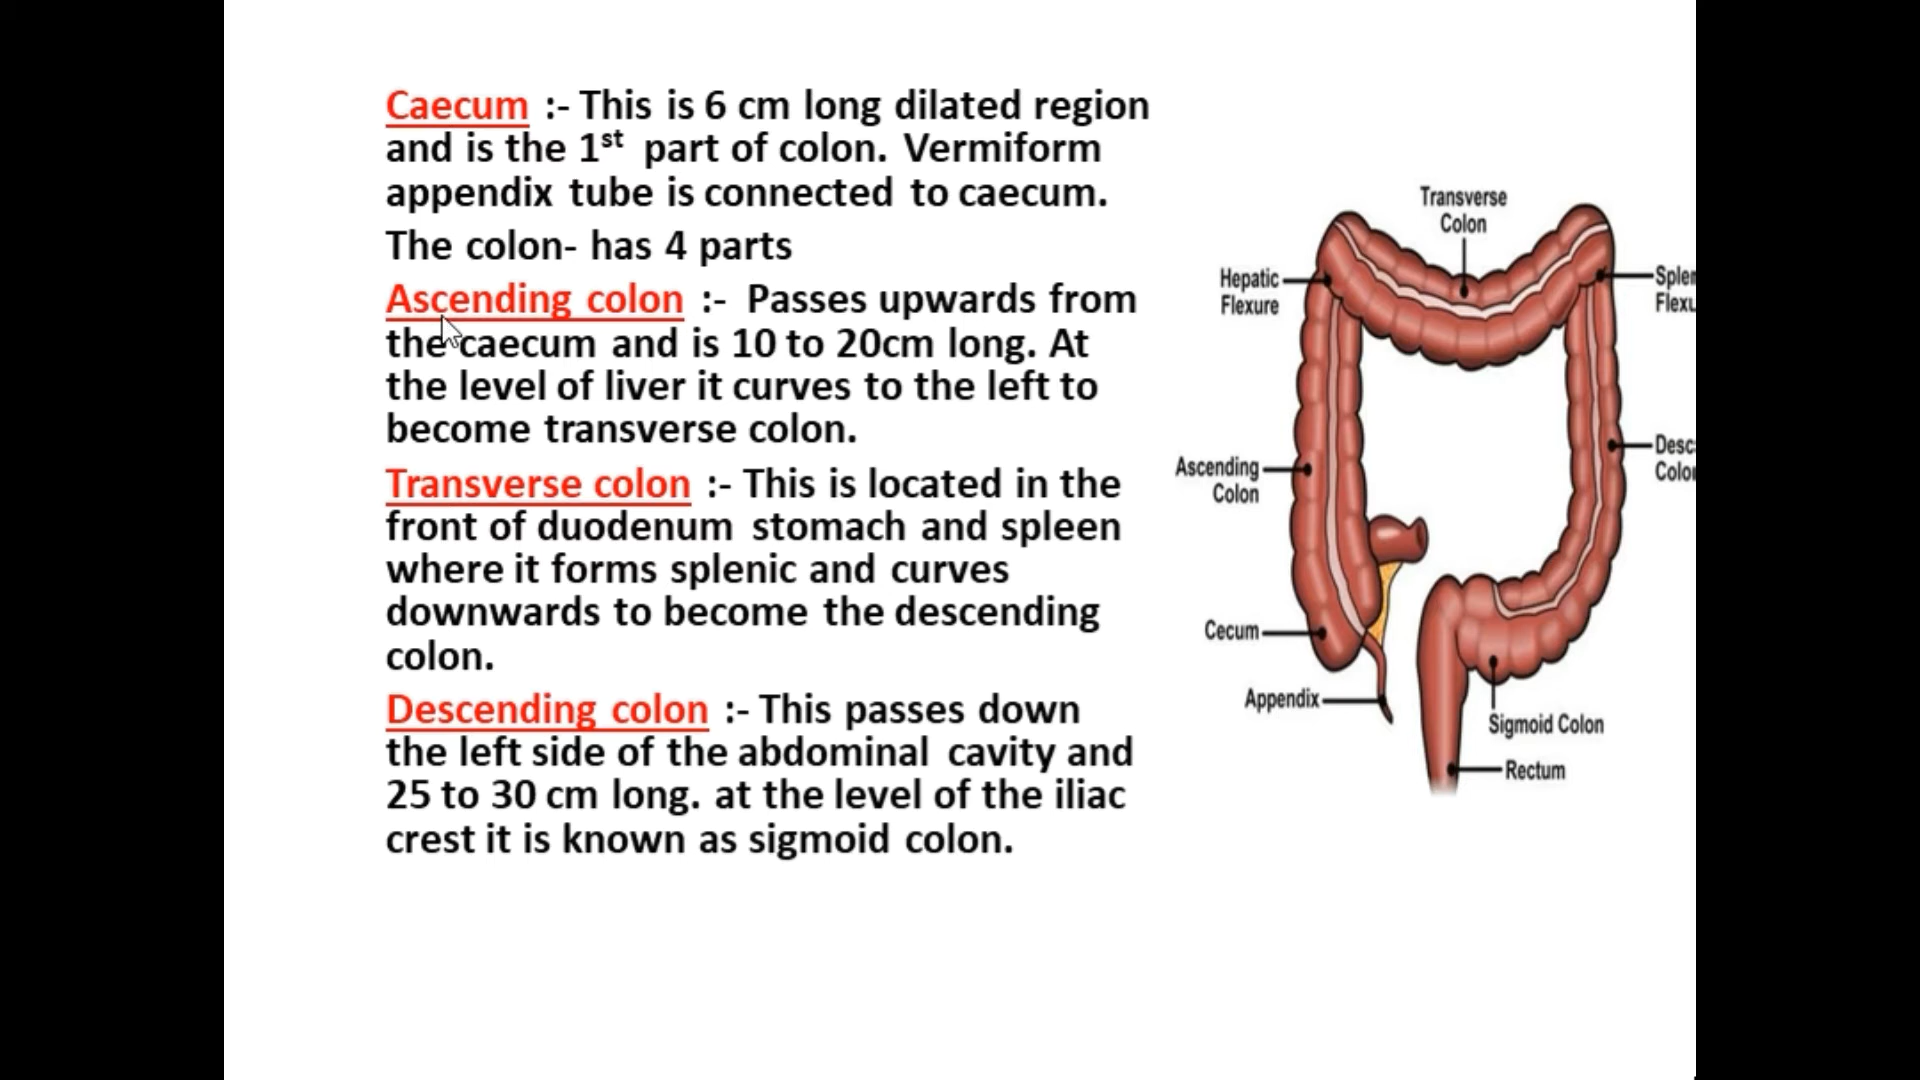 Caecum :- This is 6 cm long dilated region
and is the 1st part of colon. Vermiform
appendix tube is connected to caecum.
The colon- has 4 parts
Ascending colon :- Passes upwards from
the caecum and is 10 to 20cm long. At
the level of liver it curves to the left to
become transverse colon.
Transverse colon :- This is located in the
front of duodenum stomach and spleen
where it forms splenic and curves
downwards to become the descending
colon.
Descending colon :- This passes down
the left side of the abdominal cavity and
25 to 30 cm long. at the level of the iliac
crest it is known as sigmoid colon.
Transverse
Colon
Hepatic
Flexure
Ascending
Colon
Cecum
Appendix
Sigmoid Colon
Rectum